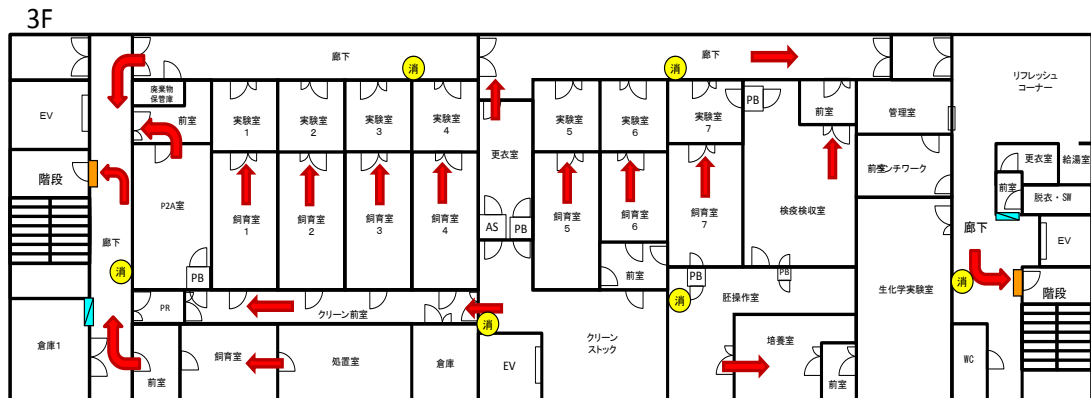 3F
廊下
消
消
廊下
リフレッシュ
コーナー
廃棄物
保管庫
EV
前室
実験室
1
実験室
2
実験室
3
実験室
4
実験室
5
実験室
6
実験室
7
PB
前室
管理室
更衣室
更衣室
給湯室
階段
P2A室
前室
ベンチワーク
前室
脱衣・SW
飼育室
1
飼育室
2
飼育室
3
飼育室
4
AS
PB
飼育室
5
飼育室
6
飼育室
7
検疫検収室
廊下
廊下
EV
消
PB
前室
PB
PB
胚操作室
消
生化学実験室
消
階段
PR
クリーン前室
消
クリーン
ストック
培養室
倉庫1
前室
飼育室
処置室
倉庫
EV
前室
WC